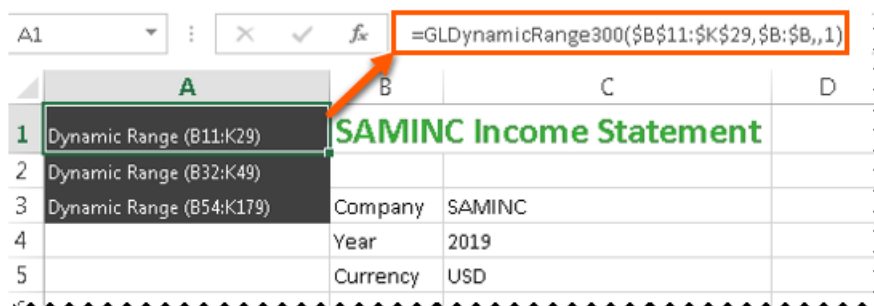 A1 fx =GLDynamicRange300($B$11:$K$29,$B:$B,,1)
A B C D
1 Dynamic Range (B11:K29) SAMINC Income Statement
2 Dynamic Range (B32:K49)
3 Dynamic Range (B54:K179) Company SAMINC
4 Year 2019
5 Currency USD